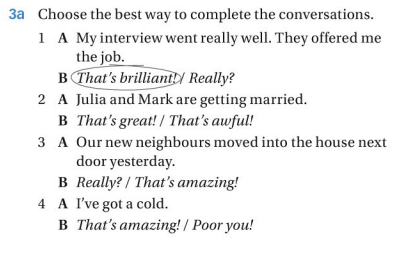 3a Choose the best way to complete the conversations.
1 A My interview went really well. They offered me
the job.
B That's brilliant! / Really?
2 A Julia and Mark are getting married.
B That's great! / That's awful!
3 A Our new neighbours moved into the house next
door yesterday.
B Really? / That's amazing!
4 A I've got a cold.
B That's amazing! / Poor you!